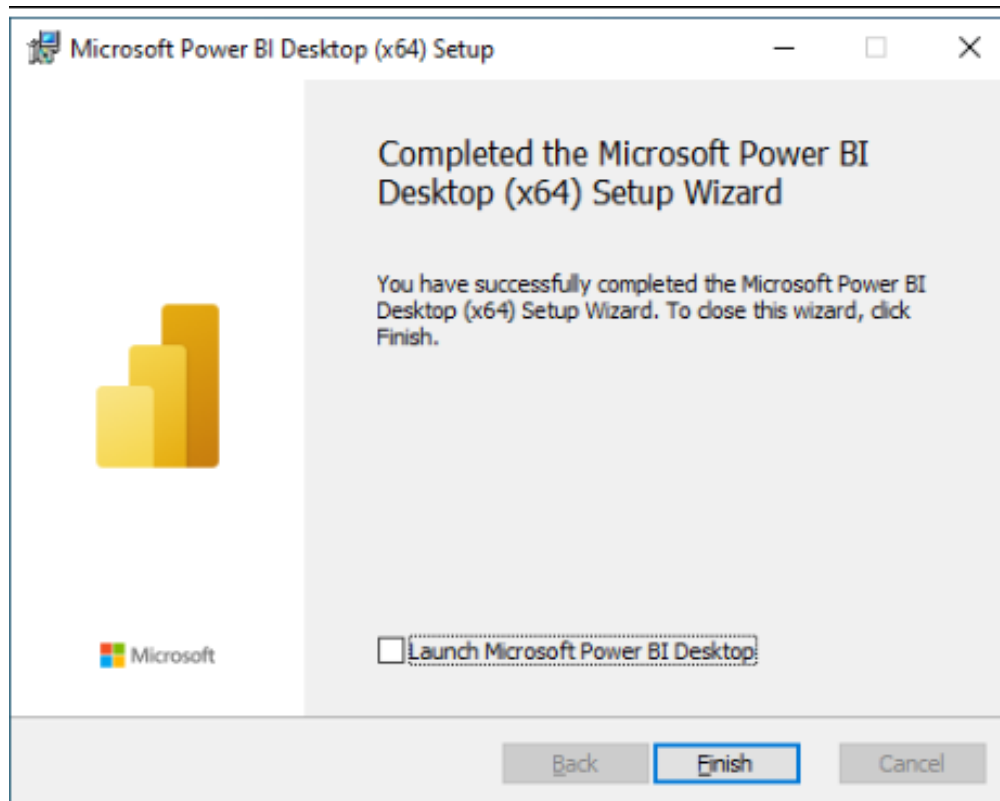 Microsoft Power BI Desktop (x64) Setup
Completed the Microsoft Power BI
Desktop (x64) Setup Wizard
You have successfully completed the Microsoft Power BI
Desktop (x64) Setup Wizard. To close this wizard, click
Finish.
Microsoft
Launch Microsoft Power BI Desktop
Back
Finish
Cancel